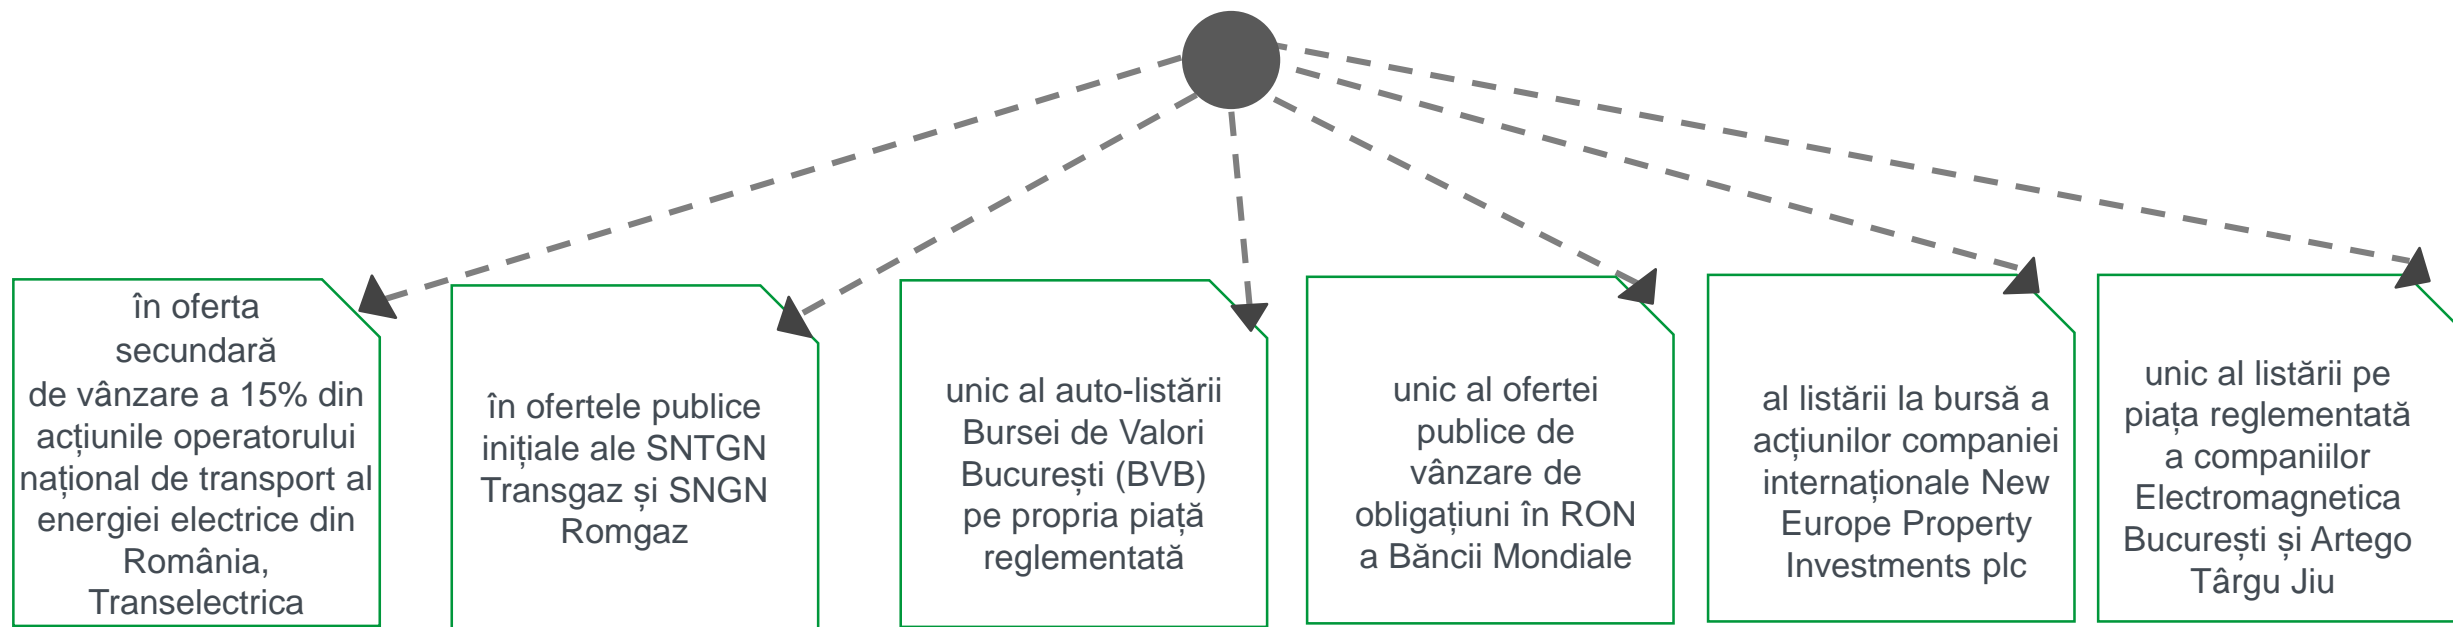 în oferta
secundară
de vânzare a 15% din
acțiunile operatorului
național de transport al
energiei electrice din
România,
Transelectrica
în ofertele publice
inițiale ale SNTGN
Transgaz și SNGN
Romgaz
unic al auto-listării
Bursei de Valori
București (BVB)
pe propria piață
reglementată
unic al ofertei
publice de
vânzare de
obligațiuni în RON
a Băncii Mondiale
al listării la bursă a
acțiunilor companiei
internaționale New
Europe Property
Investments plc
unic al listării pe
piața reglementată
a companiilor
Electromagnetica
București și Artego
Târgu Jiu